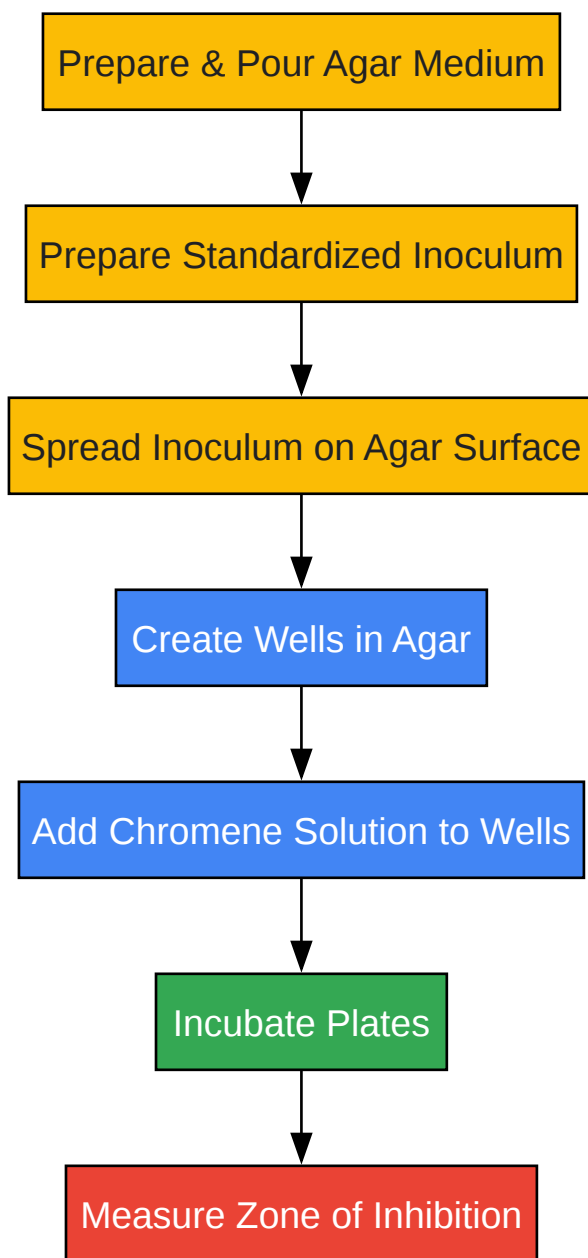 Prepare & Pour Agar Medium
Prepare Standardized Inoculum
Spread Inoculum on Agar Surface
Create Wells in Agar
Add Chromene Solution to Wells
Incubate Plates
Measure Zone of Inhibition